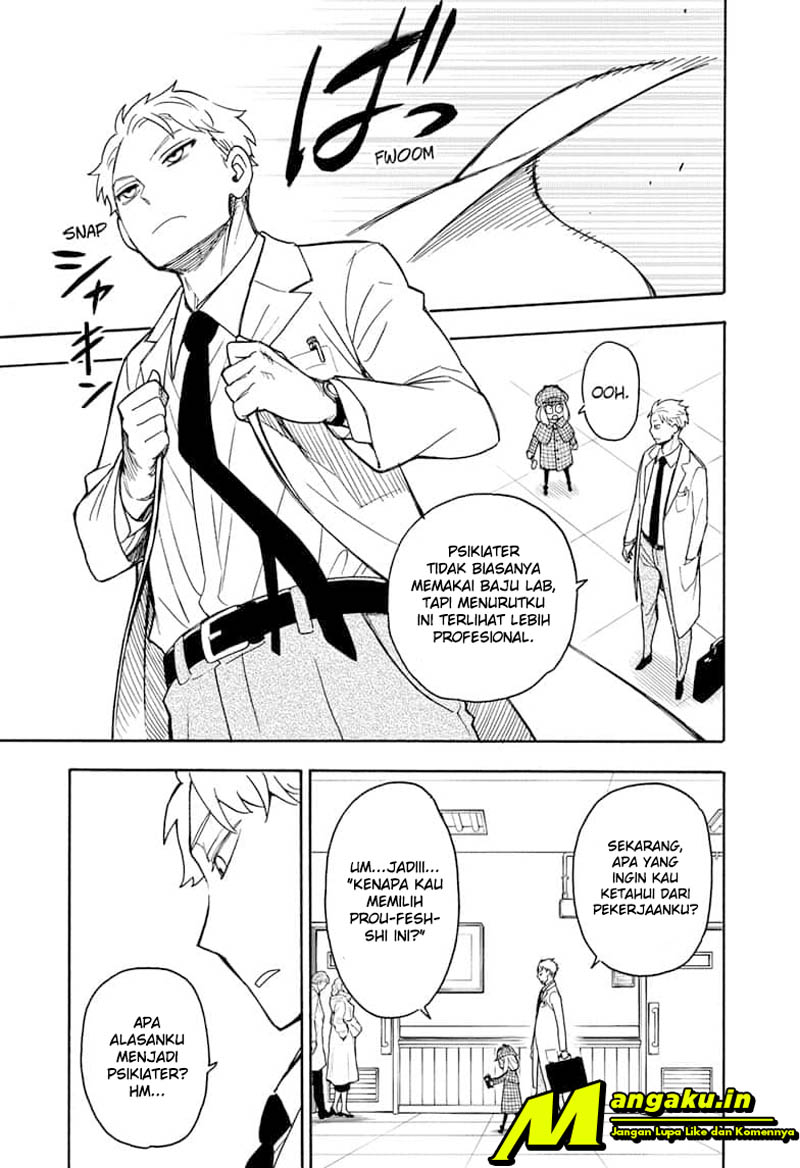 ばっ
FWOOM
SNAP
シャキン
OOH.
PSIKIATER
TIDAK BIASANYA
MEMAKAI BAJU LAB,
TAPI MENURUTKU
INI TERLIHAT LEBIH
PROFESIONAL.
SEKARANG,
APA YANG
INGIN KAU
KETAHUI DARI
PEKERJAANKU?
UM...JADIII...
"KENAPA KAU
MEMILIH
PROU-FESH-
SHI INI?"
APA
ALASANKU
MENJADI
PSIKIATER?
HM...
Mangaku.in
Jangan Lupa Like dan Komennya